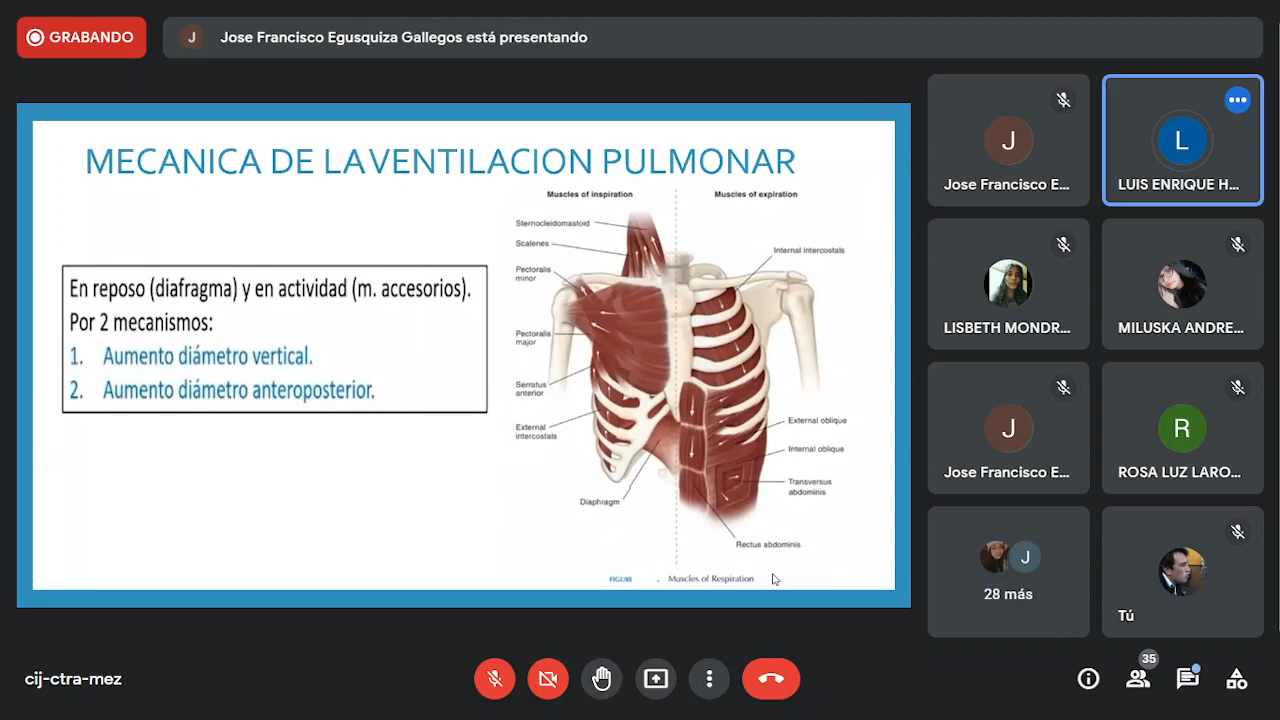 GRABANDO
J
Jose Francisco Egusquiza Gallegos está presentando
MECANICA DE LA VENTILACION PULMONAR
En reposo (diafragma) y en actividad (m. accesorios).
Por 2 mecanismos:
1. Aumento diámetro vertical.
2. Aumento diámetro anteroposterior.
Muscles of inspiration
Muscles of expiration
Sternocleidomastoid
Scalenes
Pectoralis
minor
Pectoralis
major
Serratus
anterior
External
intercostals
Diaphragm
Internal intercostals
External oblique
Internal oblique
Transversus
abdominis
Rectus abdominis
FIGURE . Muscles of Respiration
J
Jose Francisco E...
L
LUIS ENRIQUE H...
LISBETH MONDR...
MILUSKA ANDRE...
J
Jose Francisco E...
R
ROSA LUZ LARO...
J
28 más
Tú
cij-ctra-mez
35